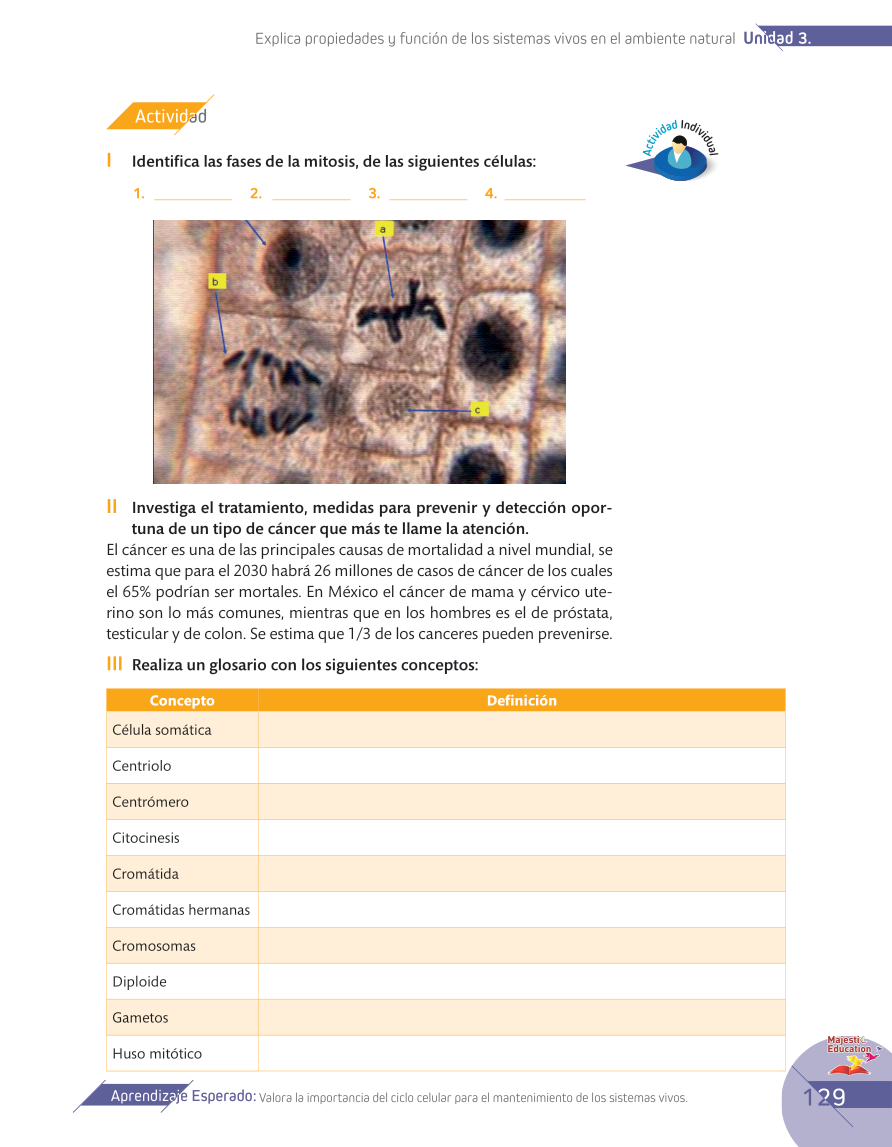 Explica propiedades y función de los sistemas vivos en el ambiente natural Unidad 3.
Actividad
Actividad Individual
I Identifica las fases de la mitosis, de las siguientes células:
1. __________ 2. __________ 3. __________ 4. __________
a
b
c
II Investiga el tratamiento, medidas para prevenir y detección opor-
tuna de un tipo de cáncer que más te llame la atención.
El cáncer es una de las principales causas de mortalidad a nivel mundial, se
estima que para el 2030 habrá 26 millones de casos de cáncer de los cuales
el 65% podrían ser mortales. En México el cáncer de mama y cérvico ute-
rino son lo más comunes, mientras que en los hombres es el de próstata,
testicular y de colon. Se estima que 1/3 de los canceres pueden prevenirse.
III Realiza un glosario con los siguientes conceptos:
Concepto Definición
Célula somática
Centriolo
Centrómero
Citocinesis
Cromátida
Cromátidas hermanas
Cromosomas
Diploide
Gametos
Huso mitótico
Majestic
Education
Aprendizaje Esperado: Valora la importancia del ciclo celular para el mantenimiento de los sistemas vivos.
129